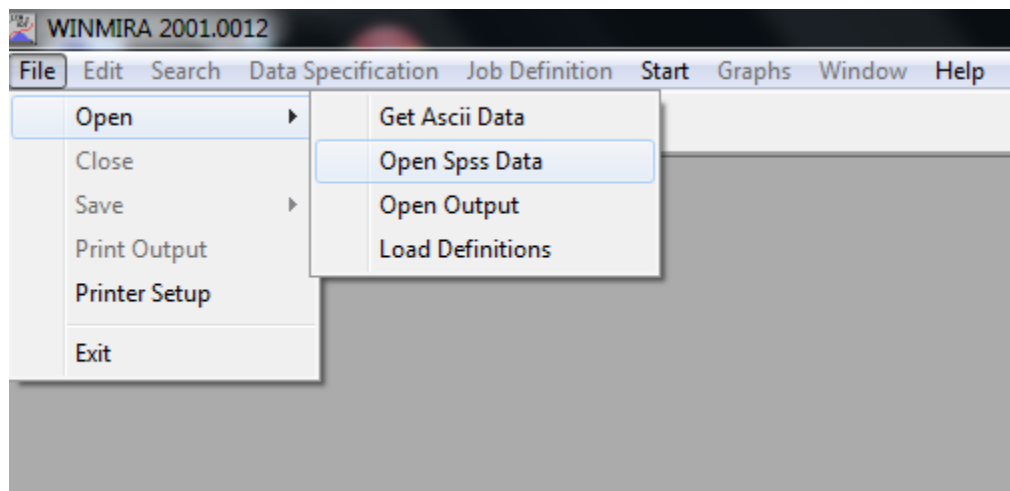 WINMIRA 2001.0012
File Edit Search Data Specification Job Definition Start Graphs Window Help
Open
Close
Save
Print Output
Printer Setup
Exit
Get Ascii Data
Open Spss Data
Open Output
Load Definitions